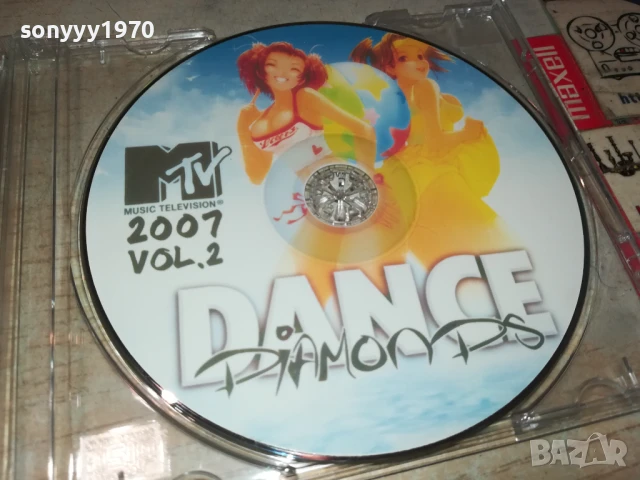 sonyyy1970
maxell
MTV
MUSIC TELEVISION®
2007
VOL.2
DANCE
DIAMONDS
BAZAR